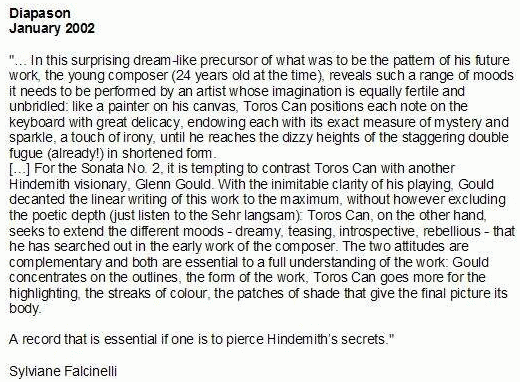 Diapason
January 2002
"... In this surprising dream-like precursor of what was to be the pattern of his future
work, the young composer (24 years old at the time), reveals such a range of moods
it needs to be performed by an artist whose imagination is equally fertile and
unbridled: like a painter on his canvas, Toros Can positions each note on the
keyboard with great delicacy, endowing each with its exact measure of mystery and
sparkle, a touch of irony, until he reaches the dizzy heights of the staggering double
fugue (already!) in shortened form.
[...] For the Sonata No. 2, it is tempting to contrast Toros Can with another
Hindemith visionary, Glenn Gould. With the inimitable clarity of his playing, Gould
decanted the linear writing of this work to the maximum, without however excluding
the poetic depth (just listen to the Sehr langsam): Toros Can, on the other hand,
seeks to extend the different moods - dreamy, teasing, introspective, rebellious - that
he has searched out in the early work of the composer. The two attitudes are
complementary and both are essential to a full understanding of the work: Gould
concentrates on the outlines, the form of the work, Toros Can goes more for the
highlighting, the streaks of colour, the patches of shade that give the final picture its
body.
A record that is essential if one is to pierce Hindemith's secrets."
Sylviane Falcinelli